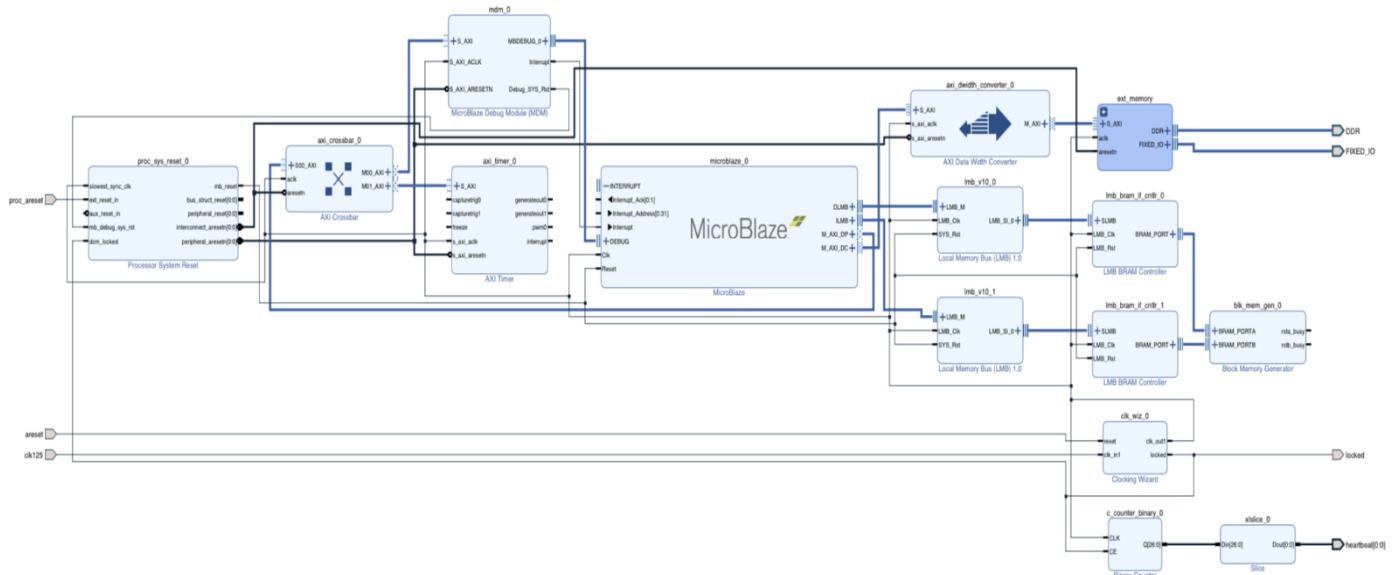 mdm_0
S_AXI
MBDEBUG_0
S_AXI_ACLK
Interrupt
S_AXI_ARESETN
Debug_SYS_Rst
MicroBlaze Debug Module (MDM)
axi_dwidth_converter_0
S_AXI
s_axi_aclk
M_AXI
s_axi_aresetn
AXI Data Width Converter
ext_memory
S_AXI
DDR
aclk
FIXED_IO
aresetn
DDR
FIXED_IO
proc_areset
proc_sys_reset_0
slowest_sync_clk
mb_reset
ext_reset_in
bus_struct_reset[0:0]
aux_reset_in
peripheral_reset[0:0]
mb_debug_sys_rst
interconnect_aresetn[0:0]
dcm_locked
peripheral_aresetn[0:0]
Processor System Reset
axi_crossbar_0
S00_AXI
M00_AXI
aclk
M01_AXI
aresetn
AXI Crossbar
axi_timer_0
S_AXI
capturetrig0
generateout0
capturetrig1
generateout1
freeze
pwm0
s_axi_aclk
interrupt
s_axi_aresetn
AXI Timer
microblaze_0
INTERRUPT
Interrupt_Ack[0:1]
Interrupt_Address[0:31]
Interrupt
DEBUG
Clk
Reset
MicroBlaze
DLMB
ILMB
M_AXI_DP
M_AXI_DC
MicroBlaze
lmb_v10_0
LMB_M
LMB_Clk
LMB_Sl_0
SYS_Rst
Local Memory Bus (LMB) 1.0
lmb_bram_if_cntlr_0
SLMB
LMB_Clk
BRAM_PORT
LMB_Rst
LMB BRAM Controller
lmb_v10_1
LMB_M
LMB_Clk
LMB_Sl_0
SYS_Rst
Local Memory Bus (LMB) 1.0
lmb_bram_if_cntlr_1
SLMB
LMB_Clk
BRAM_PORT
LMB_Rst
LMB BRAM Controller
blk_mem_gen_0
BRAM_PORTA
rsta_busy
BRAM_PORTB
rstb_busy
Block Memory Generator
areset
clk125
clk_wiz_0
reset
clk_out1
clk_in1
locked
Clocking Wizard
locked
c_counter_binary_0
CLK
Q[26:0]
CE
Binary Counter
xlslice_0
Din[26:0]
Dout[0:0]
Slice
heartbeat[0:0]